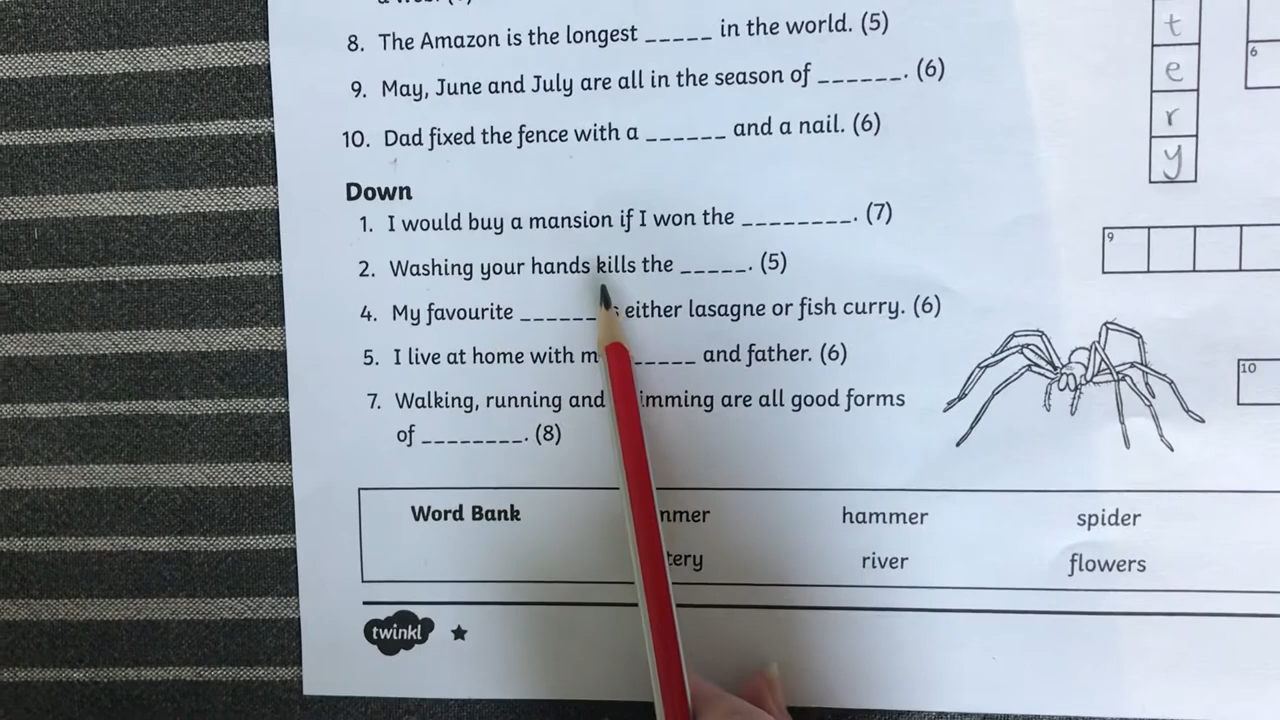 8. The Amazon is the longest _____ in the world. (5)
9. May, June and July are all in the season of ______. (6)
10. Dad fixed the fence with a ______ and a nail. (6)
Down
1. I would buy a mansion if I won the ________. (7)
2. Washing your hands kills the _____. (5)
4. My favourite ______ either lasagne or fish curry. (6)
5. I live at home with _____ and father. (6)
7. Walking, running and are all good forms
of ________. (8)
Word Bank hammer spider
river flowers
twinkl
t
e
r
y
6
9
10